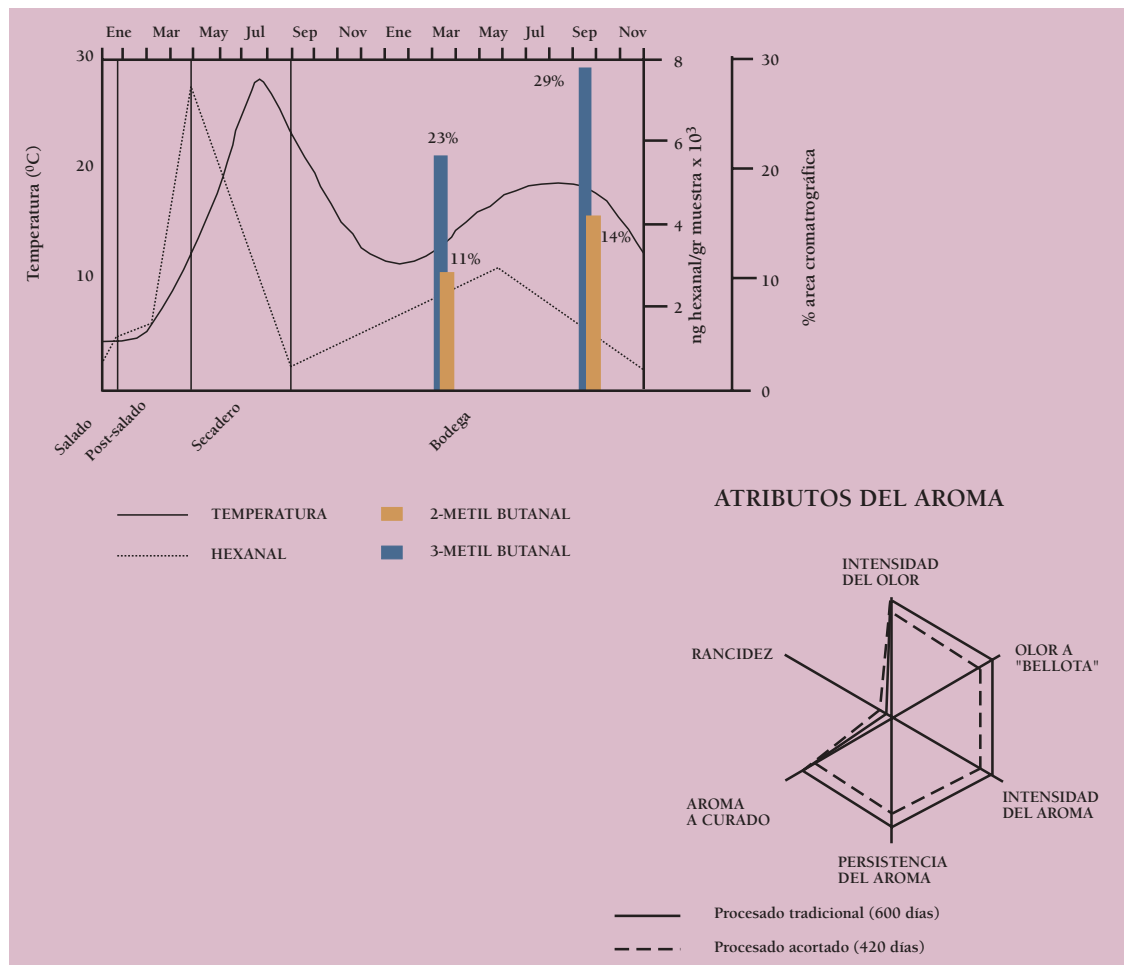 Ene Mar May Jul Sep Nov Ene Mar May Jul Sep Nov
30
20
10
Temperatura (⁰C)
23%
11%
29%
14%
8
6
4
2
ng hexanal/gr muestra x 10³
30
20
10
0
% area cromatrográfica
Salado
Post-salado
Secadero
Bodega
TEMPERATURA
HEXANAL
2-METIL BUTANAL
3-METIL BUTANAL
ATRIBUTOS DEL AROMA
INTENSIDAD
DEL OLOR
OLOR A
"BELLOTA"
INTENSIDAD
DEL AROMA
PERSISTENCIA
DEL AROMA
AROMA
A CURADO
RANCIDEZ
Procesado tradicional (600 días)
Procesado acortado (420 días)